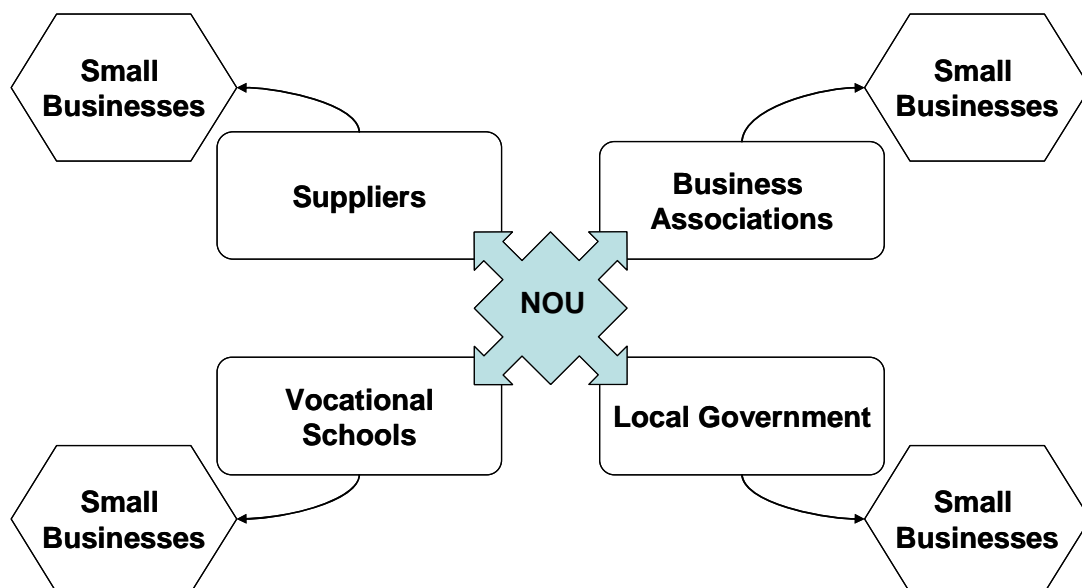 Small
Businesses
Small
Businesses
Suppliers
Business
Associations
NOU
Vocational
Schools
Local Government
Small
Businesses
Small
Businesses